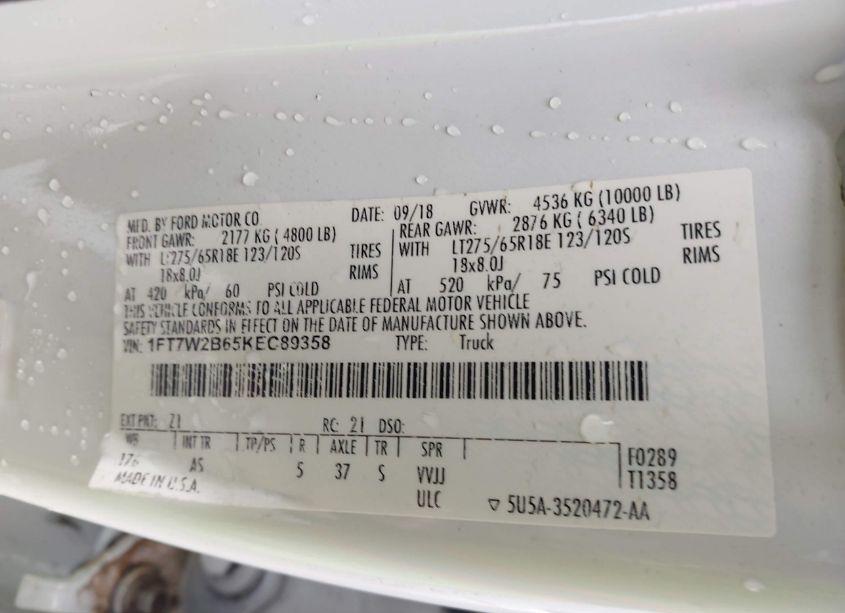 MFD. BY FORD MOTOR CO DATE: 09/18 GVWR: 4536 KG (10000 LB)
FRONT GAWR: 2177 KG ( 4800 LB) REAR GAWR: 2876 KG ( 6340 LB)
WITH LT275/65R18E 123/120S TIRES WITH LT275/65R18E 123/120S TIRES
18x8.0J RIMS 18x8.0J RIMS
AT 420 kPa/ 60 PSI COLD AT 520 kPa/ 75 PSI COLD
THIS VEHICLE CONFORMS TO ALL APPLICABLE FEDERAL MOTOR VEHICLE
SAFETY STANDARDS IN EFFECT ON THE DATE OF MANUFACTURE SHOWN ABOVE.
VIN: 1FT7W2B65KEC89358 TYPE: Truck
EXT PNT: Z1 RC: 21 DSO:
WB INT TR TP/PS R AXLE TR SPR
176 AS 5 37 S VVJJ F0289
MADE IN U.S.A. ULC T1358
5U5A-3520472-AA